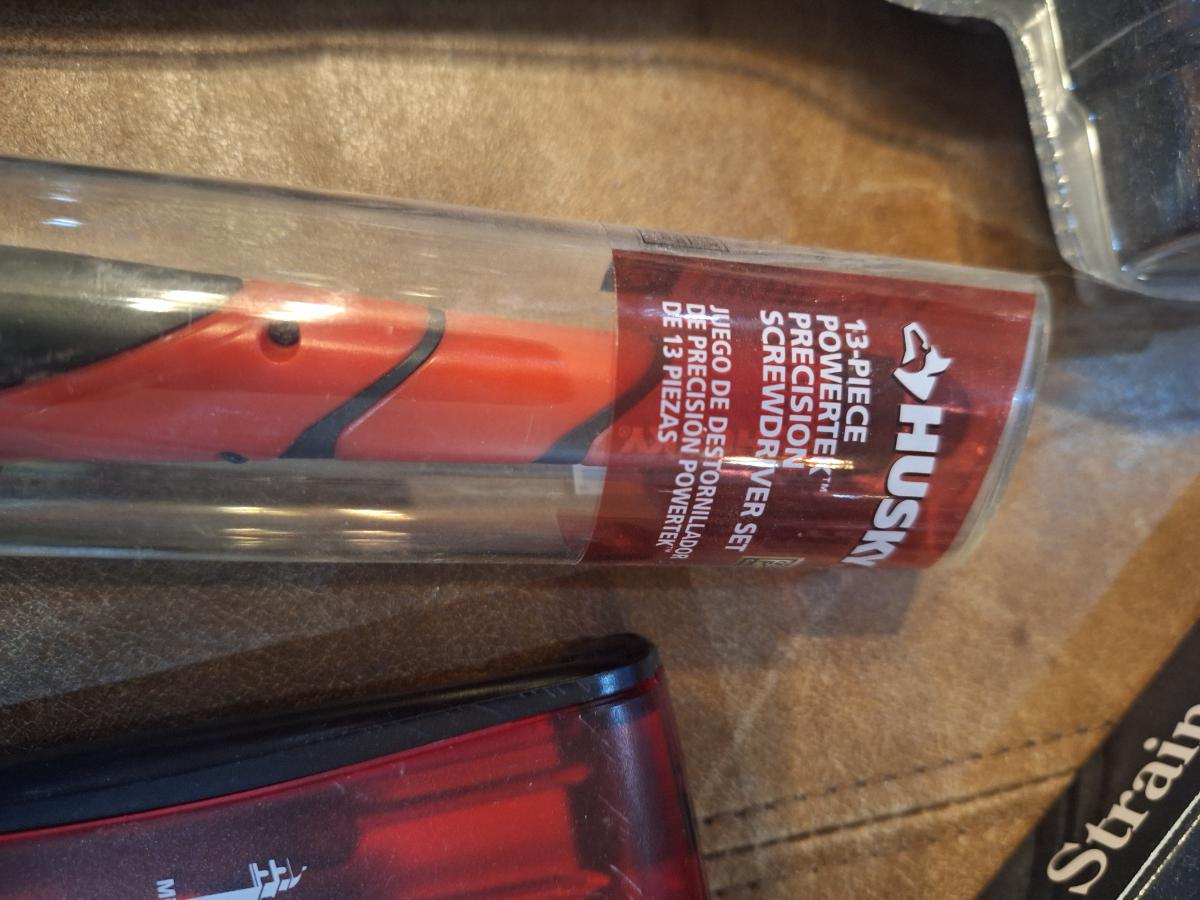 HUSKY
13-PIECE
POWERTEK™
PRECISION
SCREWDRIVER SET
JUEGO DE DESTORNILLADOR
DE PRECISIÓN POWERTEK™
DE 13 PIEZAS
Strain